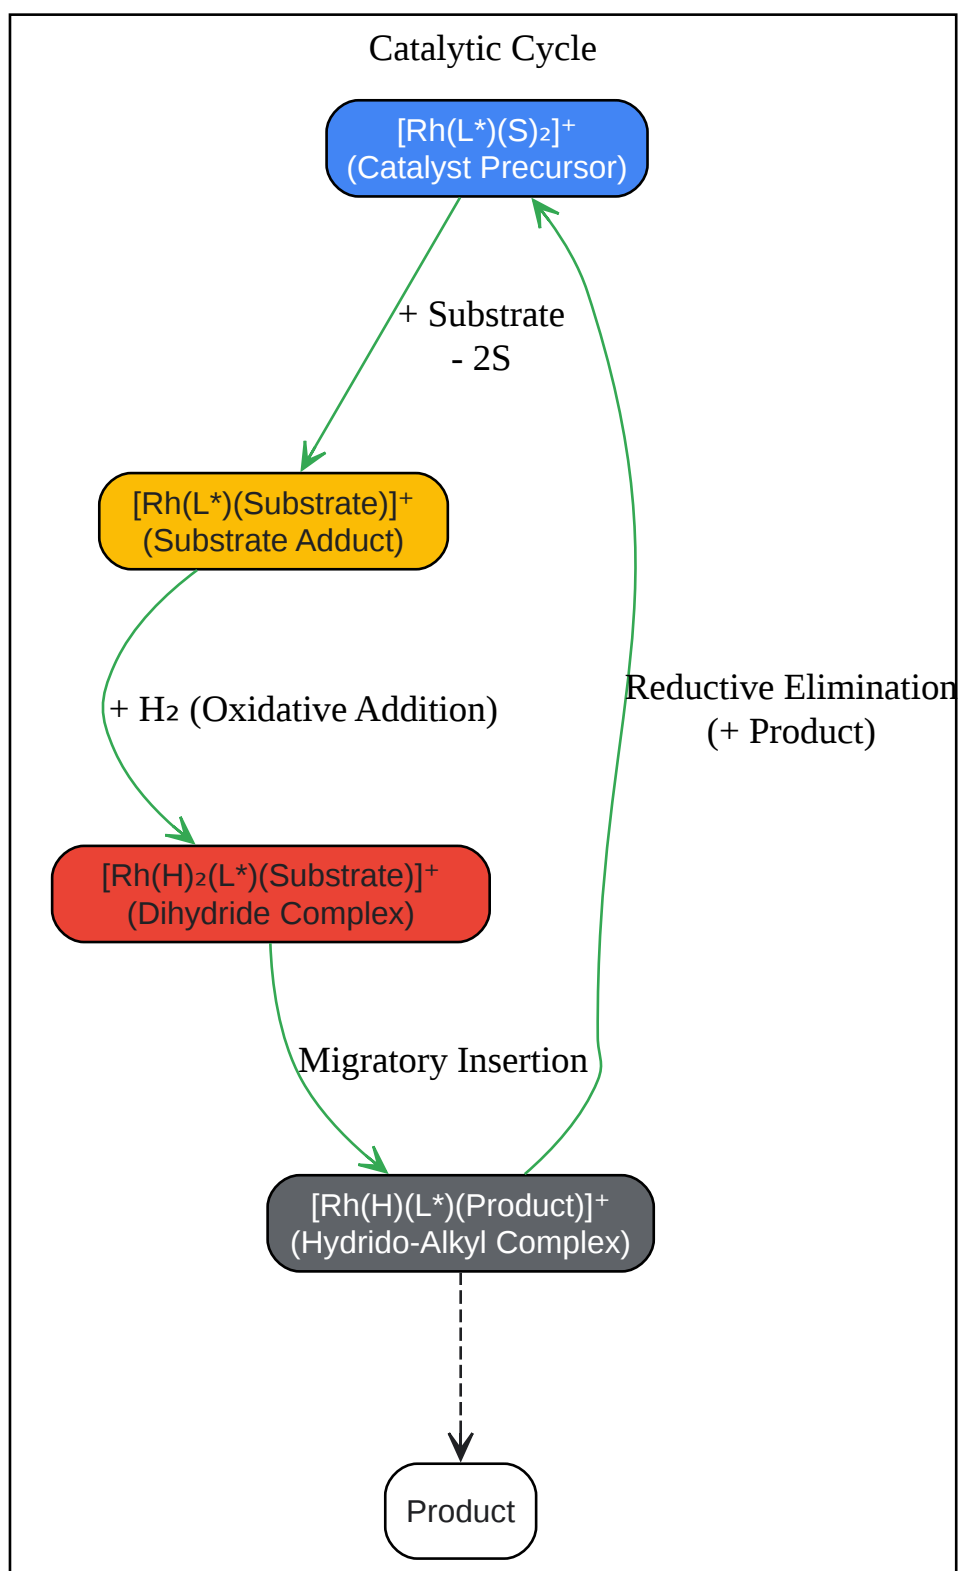 Catalytic Cycle
[Rh(L*)(S)₂]⁺
(Catalyst Precursor)
+ Substrate
- 2S
[Rh(L*)(Substrate)]⁺
(Substrate Adduct)
+ H₂ (Oxidative Addition)
Reductive Elimination
(+ Product)
[Rh(H)₂(L*)(Substrate)]⁺
(Dihydride Complex)
Migratory Insertion
[Rh(H)(L*)(Product)]⁺
(Hydrido-Alkyl Complex)
Product